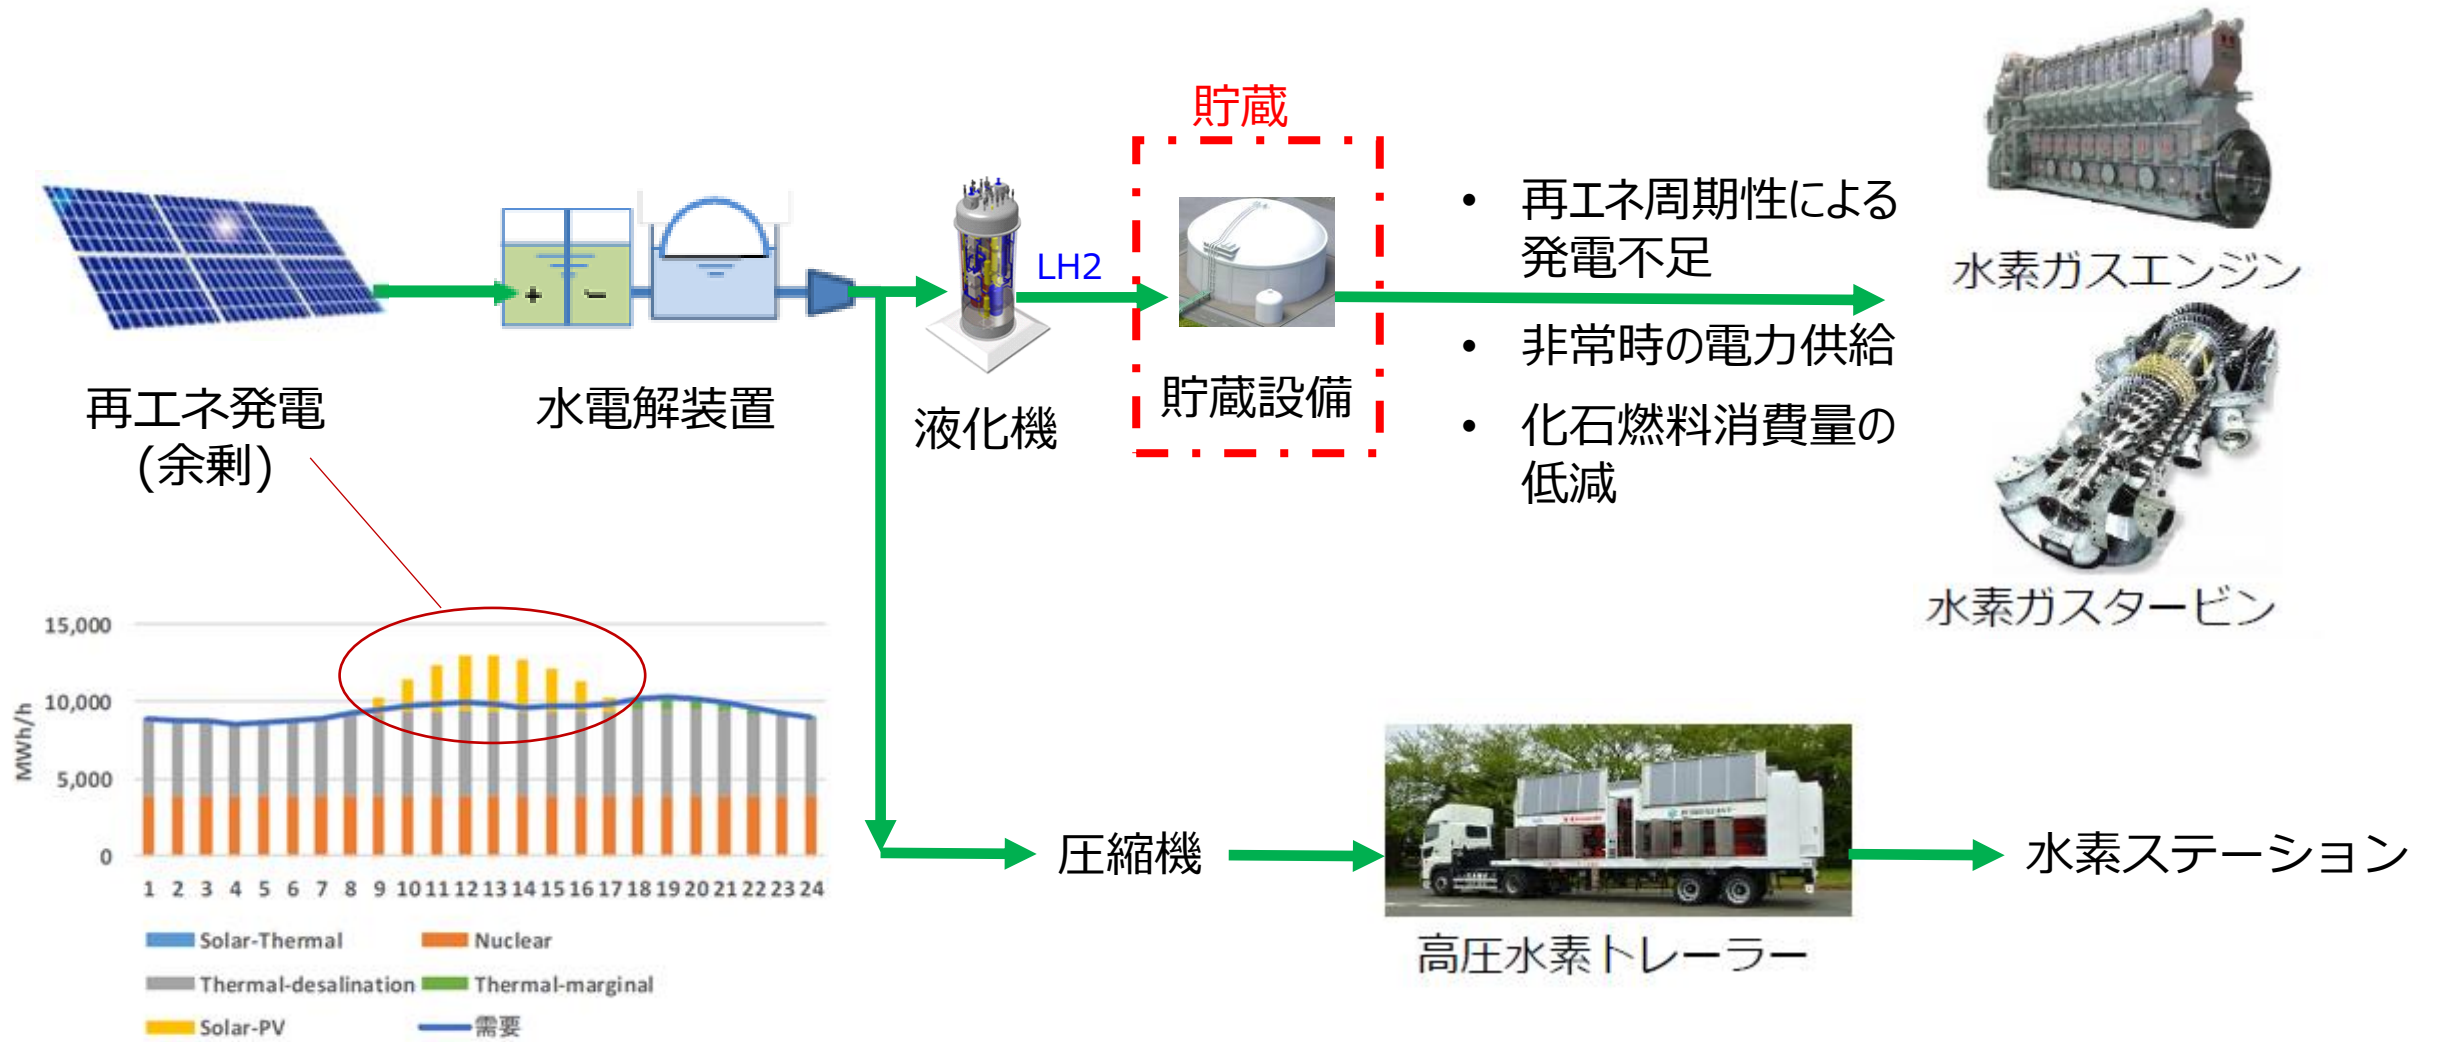 貯蔵
LH2
+ −
再エネ発電
(余剰)
水電解装置
液化機
貯蔵設備
• 再エネ周期性による
発電不足
• 非常時の電力供給
• 化石燃料消費量の
低減
水素ガスエンジン
水素ガスタービン
圧縮機
高圧水素トレーラー
水素ステーション
MWh/h
15,000
10,000
5,000
0
1 2 3 4 5 6 7 8 9 10 11 12 13 14 15 16 17 18 19 20 21 22 23 24
Solar-Thermal
Nuclear
Thermal-desalination
Thermal-marginal
Solar-PV
需要